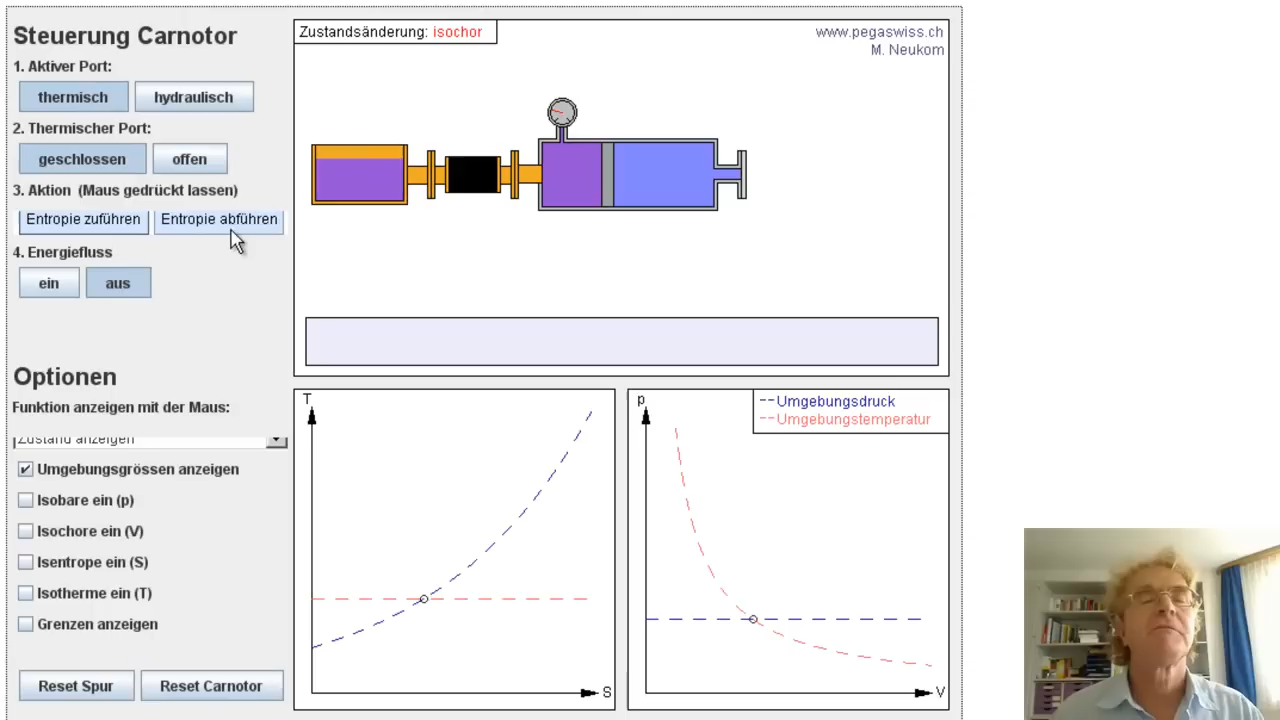 Steuerung Carnotor
1. Aktiver Port:
thermisch
hydraulisch
2. Thermischer Port:
geschlossen
offen
3. Aktion (Maus gedrückt lassen)
Entropie zuführen
Entropie abführen
4. Energiefluss
ein
aus
Optionen
Funktion anzeigen mit der Maus:
Zustand anzeigen
Umgebungsgrössen anzeigen
Isobare ein (p)
Isochore ein (V)
Isentrope ein (S)
Isotherme ein (T)
Grenzen anzeigen
Reset Spur
Reset Carnotor
Zustandsänderung: isochor
www.pegaswiss.ch
M. Neukom
T
S
p
Umgebungsdruck
Umgebungstemperatur
V